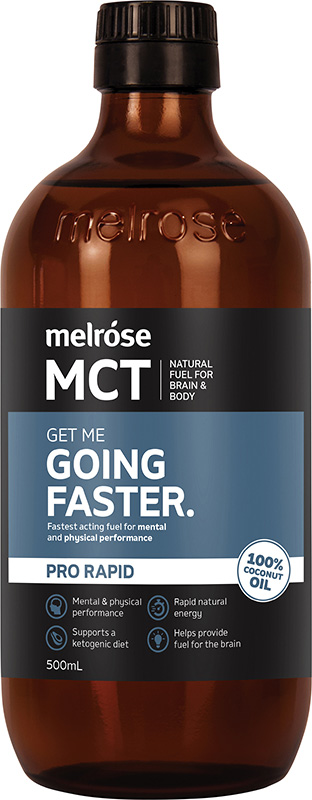 melrose
melróse
MCT
NATURAL
FUEL FOR
BRAIN &
BODY
GET ME
GOING
FASTER.
Fastest acting fuel for mental
and physical performance
PRO RAPID
100%
COCONUT
OIL
Mental & physical
performance
Rapid natural
energy
Supports a
ketogenic diet
Helps provide
fuel for the brain
500mL